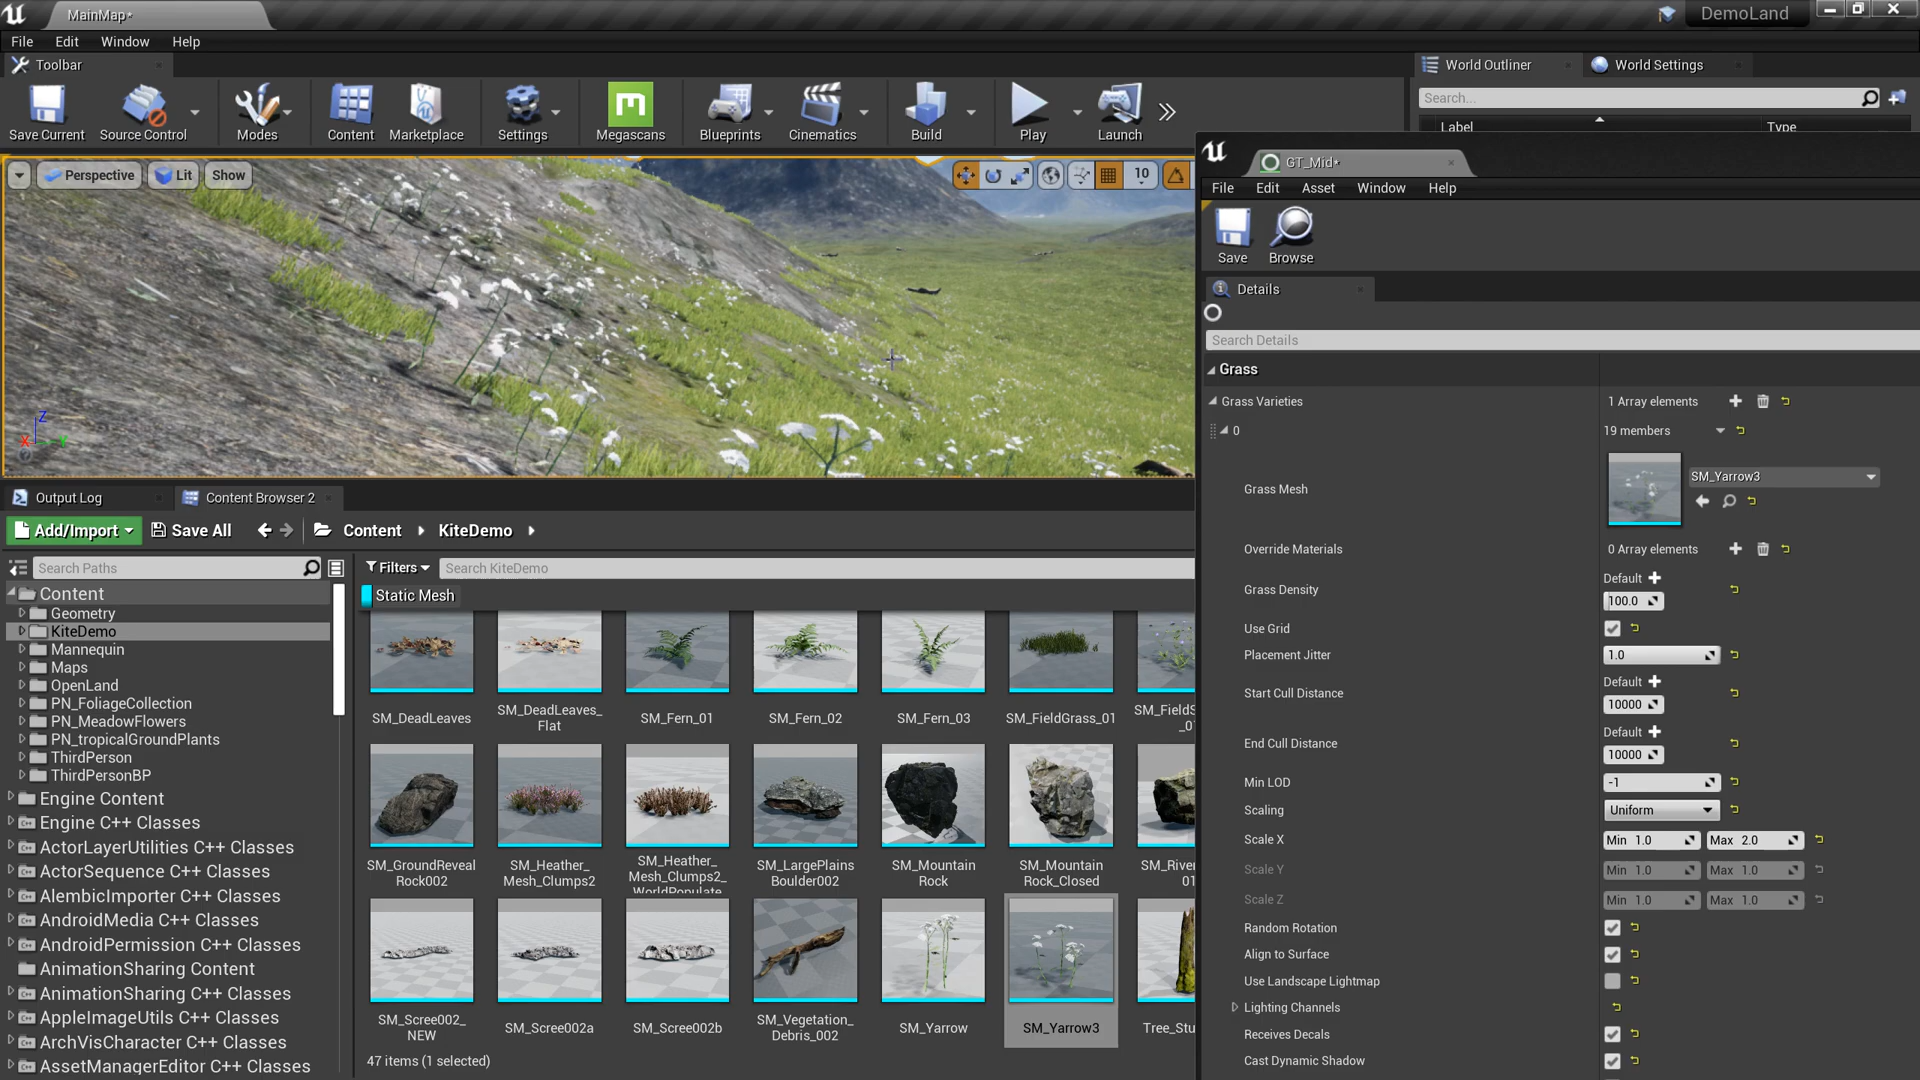 MainMap*
DemoLand
File Edit Window Help
Toolbar
World Outliner
World Settings
Save Current
Source Control
Modes
Content
Marketplace
Settings
Megascans
Blueprints
Cinematics
Build
Play
Launch
Search...
Label
Type
Perspective
Lit
Show
10
GT_Mid*
File Edit Asset Window Help
Save
Browse
Details
Search Details
Grass
Grass Varieties
1 Array elements
0
19 members
Grass Mesh
SM_Yarrow3
Override Materials
0 Array elements
Grass Density
Default
100.0
Use Grid
Placement Jitter
1.0
Start Cull Distance
Default
10000
End Cull Distance
Default
10000
Min LOD
-1
Scaling
Uniform
Scale X
Min 1.0
Max 2.0
Scale Y
Min 1.0
Max 1.0
Scale Z
Min 1.0
Max 1.0
Random Rotation
Align to Surface
Use Landscape Lightmap
Lighting Channels
Receives Decals
Cast Dynamic Shadow
Z
X
Y
Output Log
Content Browser 2
Add/Import
Save All
Content
KiteDemo
Search Paths
Filters
Search KiteDemo
Static Mesh
Content
Geometry
KiteDemo
Mannequin
Maps
OpenLand
PN_FoliageCollection
PN_MeadowFlowers
PN_tropicalGroundPlants
ThirdPerson
ThirdPersonBP
Engine Content
Engine C++ Classes
ActorLayerUtilities C++ Classes
ActorSequence C++ Classes
AlembicImporter C++ Classes
AndroidMedia C++ Classes
AndroidPermission C++ Classes
AnimationSharing Content
AnimationSharing C++ Classes
AppleImageUtils C++ Classes
ArchVisCharacter C++ Classes
AssetManagerEditor C++ Classes
SM_DeadLeaves
SM_DeadLeaves_
Flat
SM_Fern_01
SM_Fern_02
SM_Fern_03
SM_FieldGrass_01
SM_FieldS
SM_GroundReveal
Rock002
SM_Heather_
Mesh_Clumps2
SM_Heather_
Mesh_Clumps2_
WorldPopulate
SM_LargePlains
Boulder002
SM_Mountain
Rock
SM_Mountain
Rock_Closed
SM_River
01
SM_Scree002_
NEW
SM_Scree002a
SM_Scree002b
SM_Vegetation_
Debris_002
SM_Yarrow
SM_Yarrow3
Tree_Stu
47 items (1 selected)